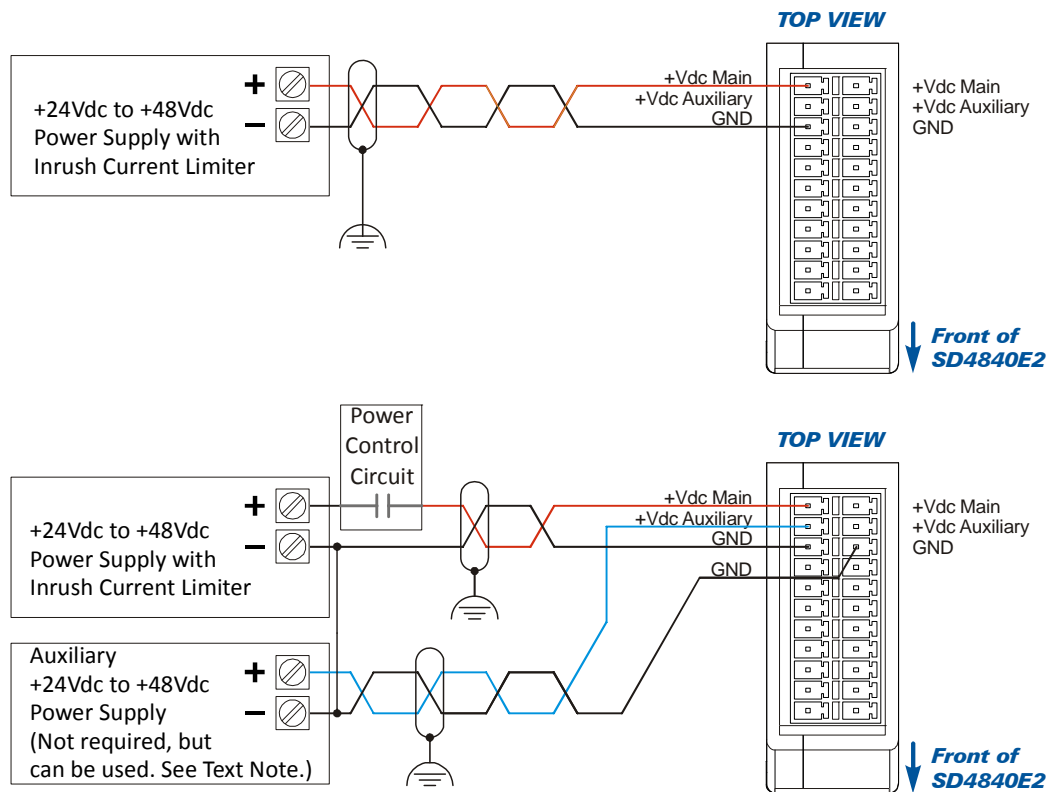 TOP VIEW
+24Vdc to +48Vdc
Power Supply with
Inrush Current Limiter
+
−
+Vdc Main
+Vdc Auxiliary
GND
+Vdc Main
+Vdc Auxiliary
GND
Front of
SD4840E2
TOP VIEW
Power
Control
Circuit
+24Vdc to +48Vdc
Power Supply with
Inrush Current Limiter
+
−
+Vdc Main
+Vdc Auxiliary
GND
GND
+Vdc Main
+Vdc Auxiliary
GND
Auxiliary
+24Vdc to +48Vdc
Power Supply
(Not required, but
can be used. See Text Note.)
+
−
Front of
SD4840E2